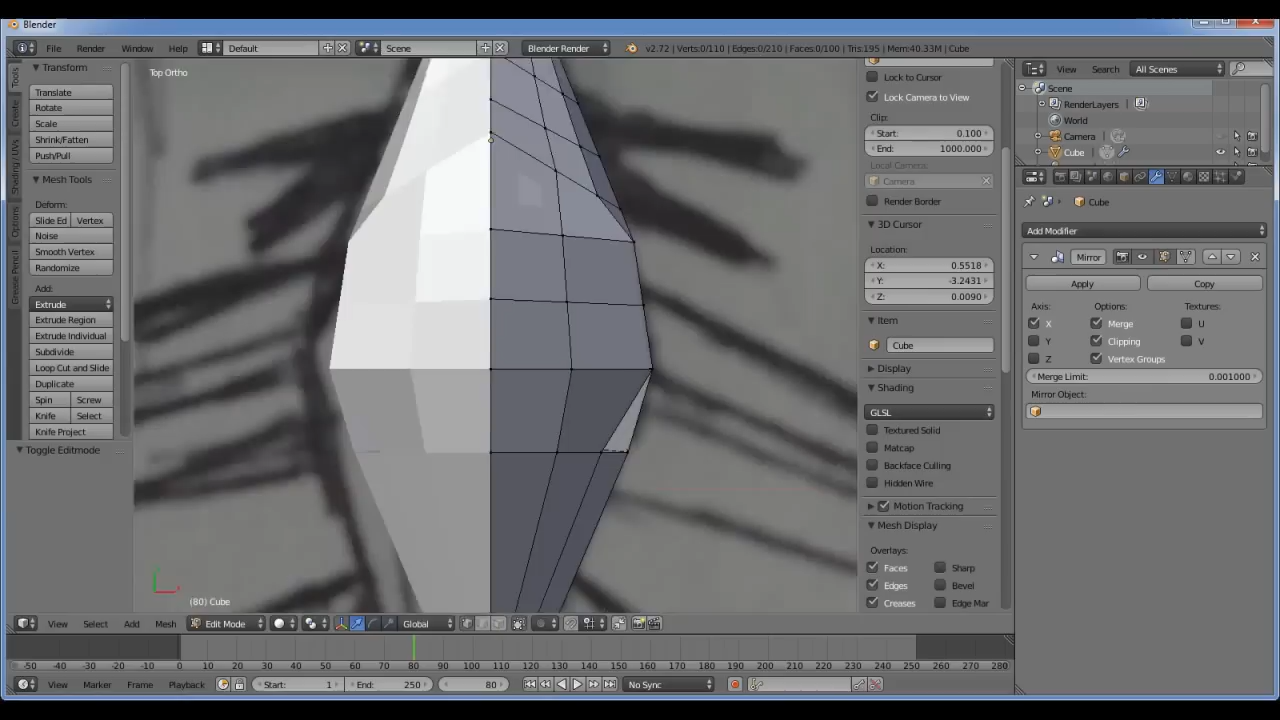 Blender
File Render Window Help Default Scene Blender Render v2.72 | Verts:0/110 | Edges:0/210 | Faces:0/100 | Tris:195 | Mem:40.33M | Cube
Tools
Create
Shading / UVs
Options
Grease Pencil
Transform
Translate
Rotate
Scale
Shrink/Fatten
Push/Pull
Mesh Tools
Deform:
Slide Ed Vertex
Noise
Smooth Vertex
Randomize
Add:
Extrude
Extrude Region
Extrude Individual
Subdivide
Loop Cut and Slide
Duplicate
Spin Screw
Knife Select
Knife Project
Toggle Editmode
Top Ortho
(80) Cube
Lock to Cursor
Lock Camera to View
Clip:
Start: 0.100
End: 1000.000
Local Camera:
Camera
Render Border
3D Cursor
Location:
X: 0.5518
Y: -3.2431
Z: 0.0090
Item
Cube
Display
Shading
GLSL
Textured Solid
Matcap
Backface Culling
Hidden Wire
Motion Tracking
Mesh Display
Overlays:
Faces Sharp
Edges Bevel
Creases Edge Mar
View Search All Scenes
Scene
RenderLayers
World
Camera
Cube
Cube
Add Modifier
Mirror
Apply Copy
Axis: Options: Textures:
X Merge U
Y Clipping V
Z Vertex Groups
Merge Limit: 0.001000
Mirror Object:
View Select Add Mesh Edit Mode Global
-50 -40 -30 -20 -10 0 10 20 30 40 50 60 70 80 90 100 110 120 130 140 150 160 170 180 190 200 210 220 230 240 250 260 270 280
View Marker Frame Playback Start: 1 End: 250 80 No Sync